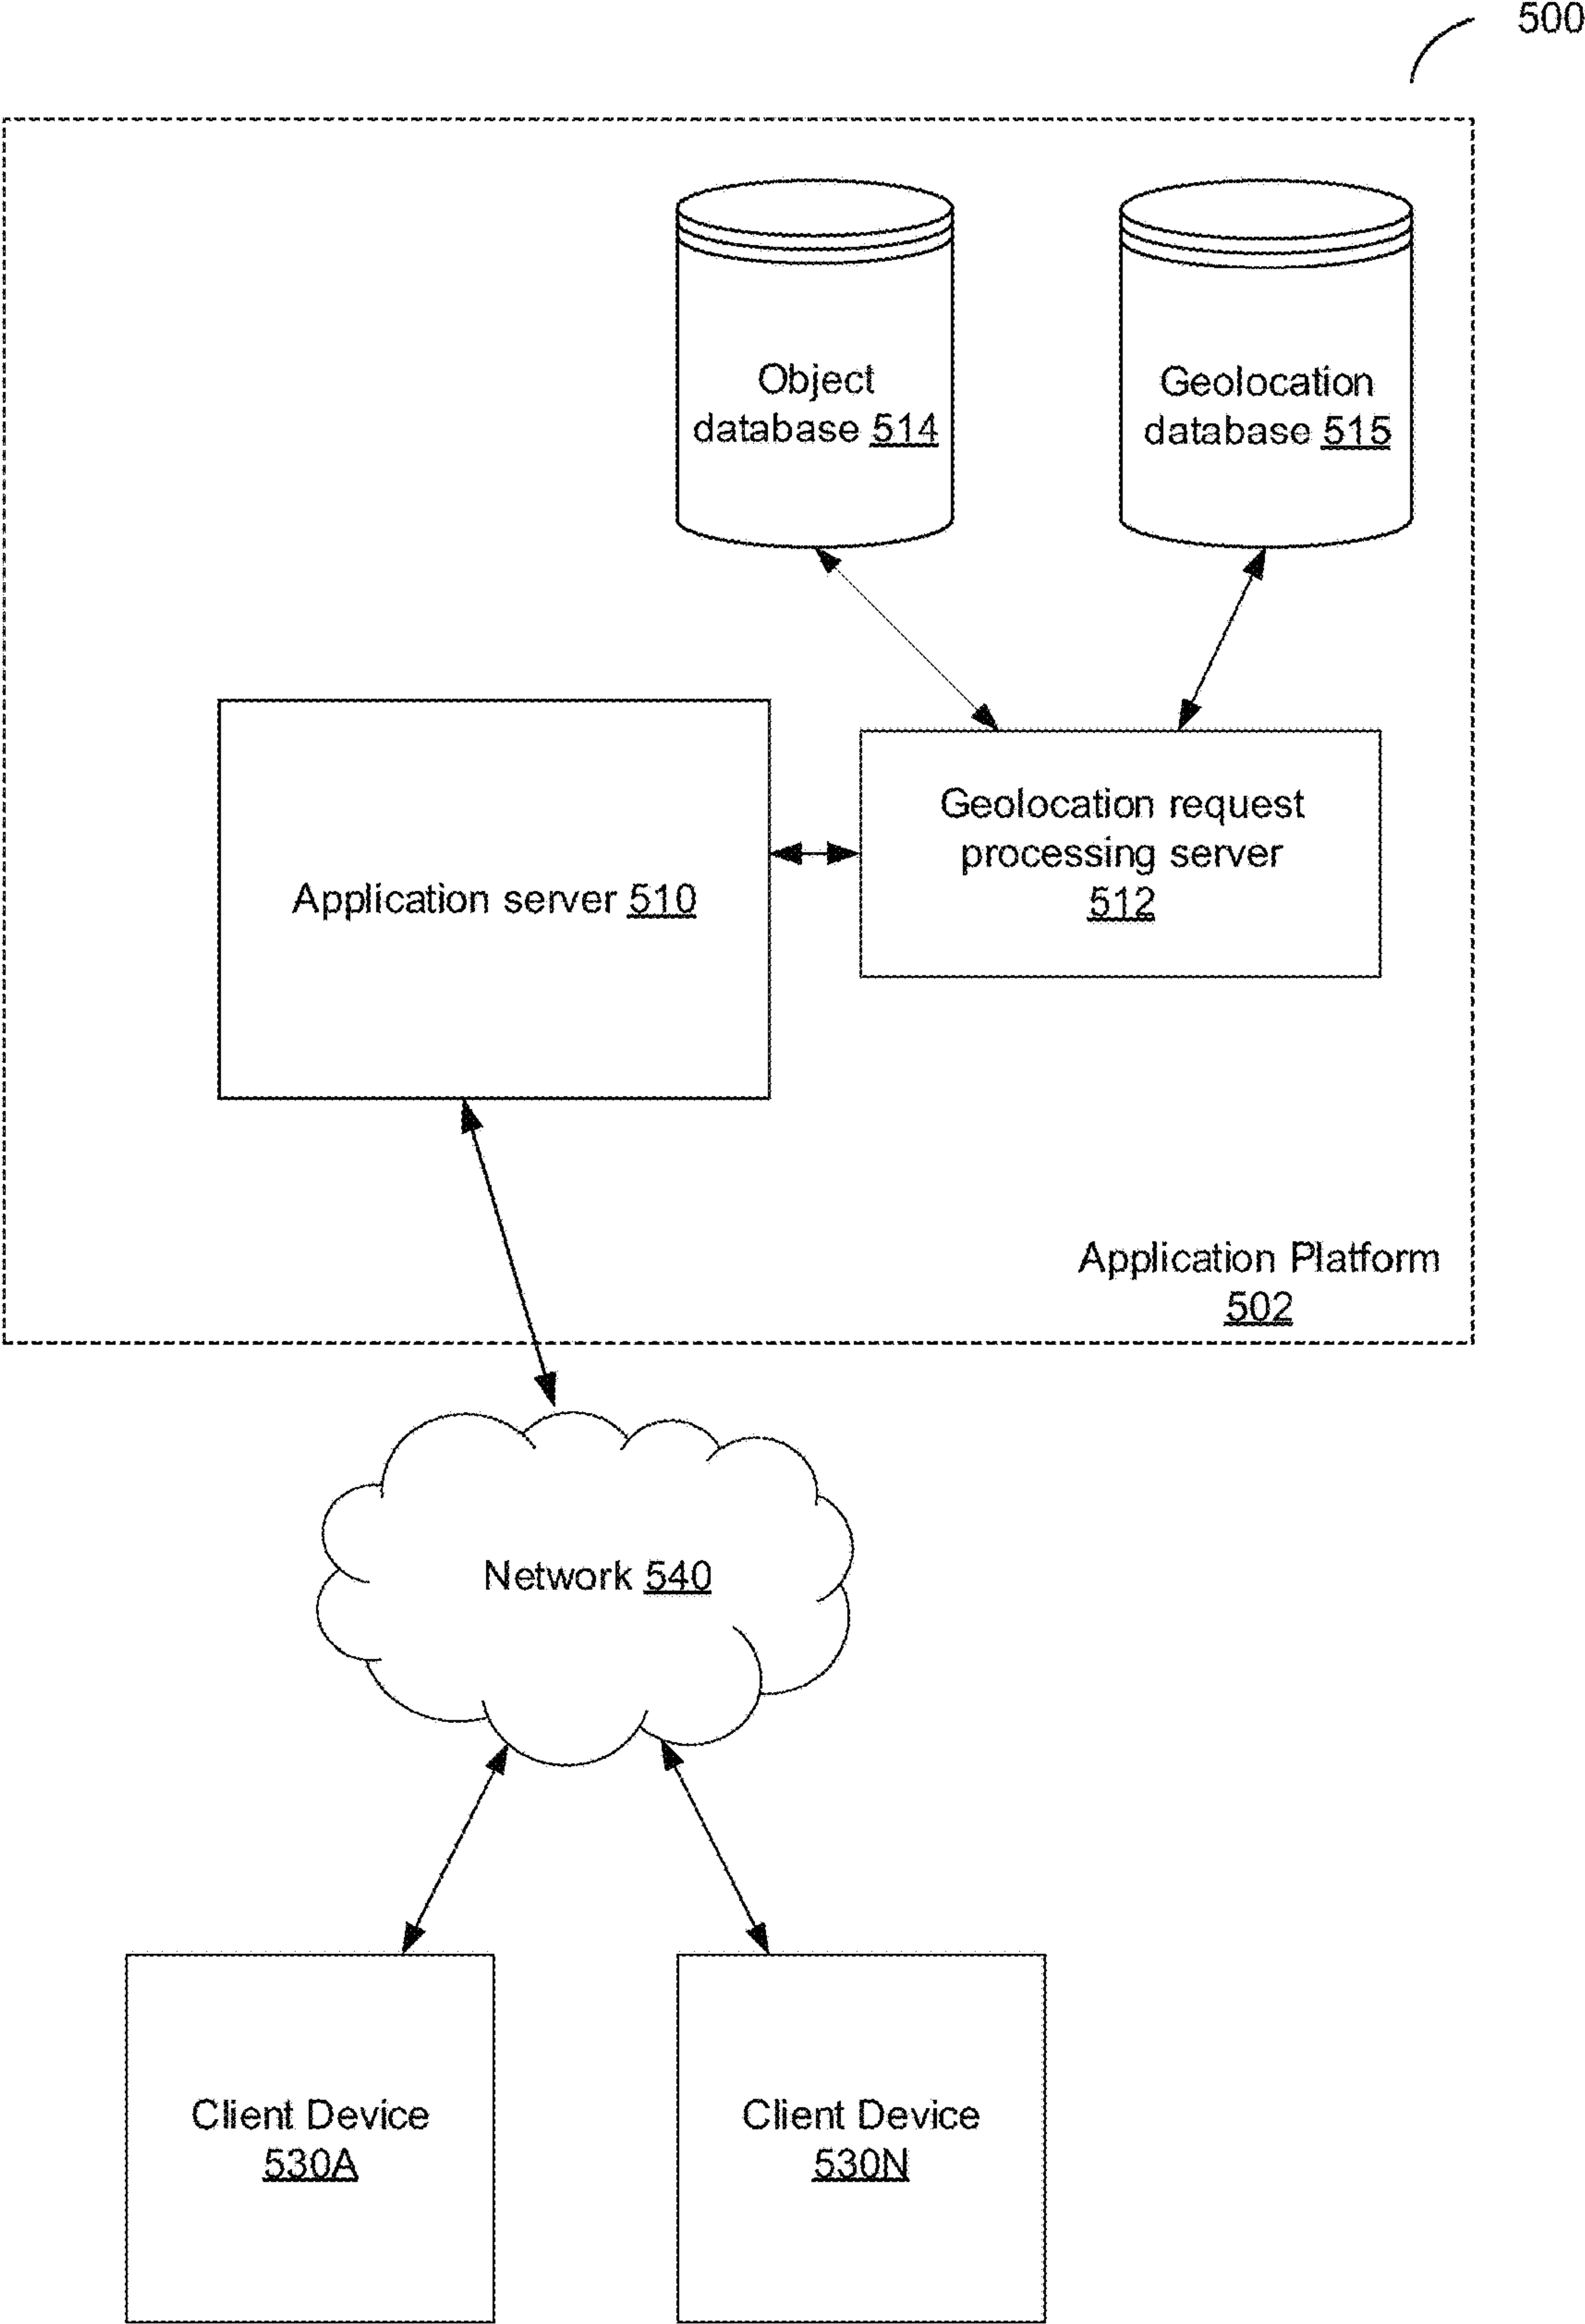 500
Object
database 514
Geolocation
database 515
Geolocation request
processing server
512
Application server 510
Application Platform
502
Network 540
Client Device
530A
Client Device
530N